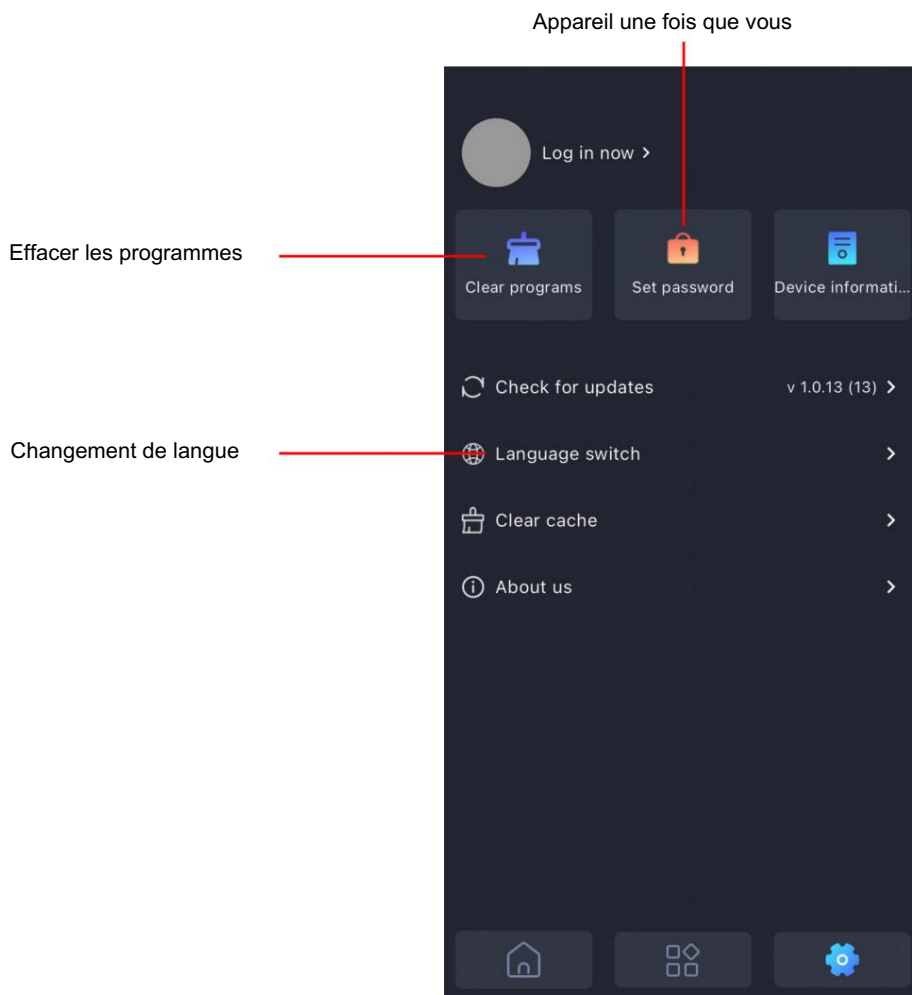 Appareil une fois que vous
Log in now >
Effacer les programmes
Clear programs
Set password
Device informati...
Check for updates
v 1.0.13 (13) >
Changement de langue
Language switch >
Clear cache >
About us >